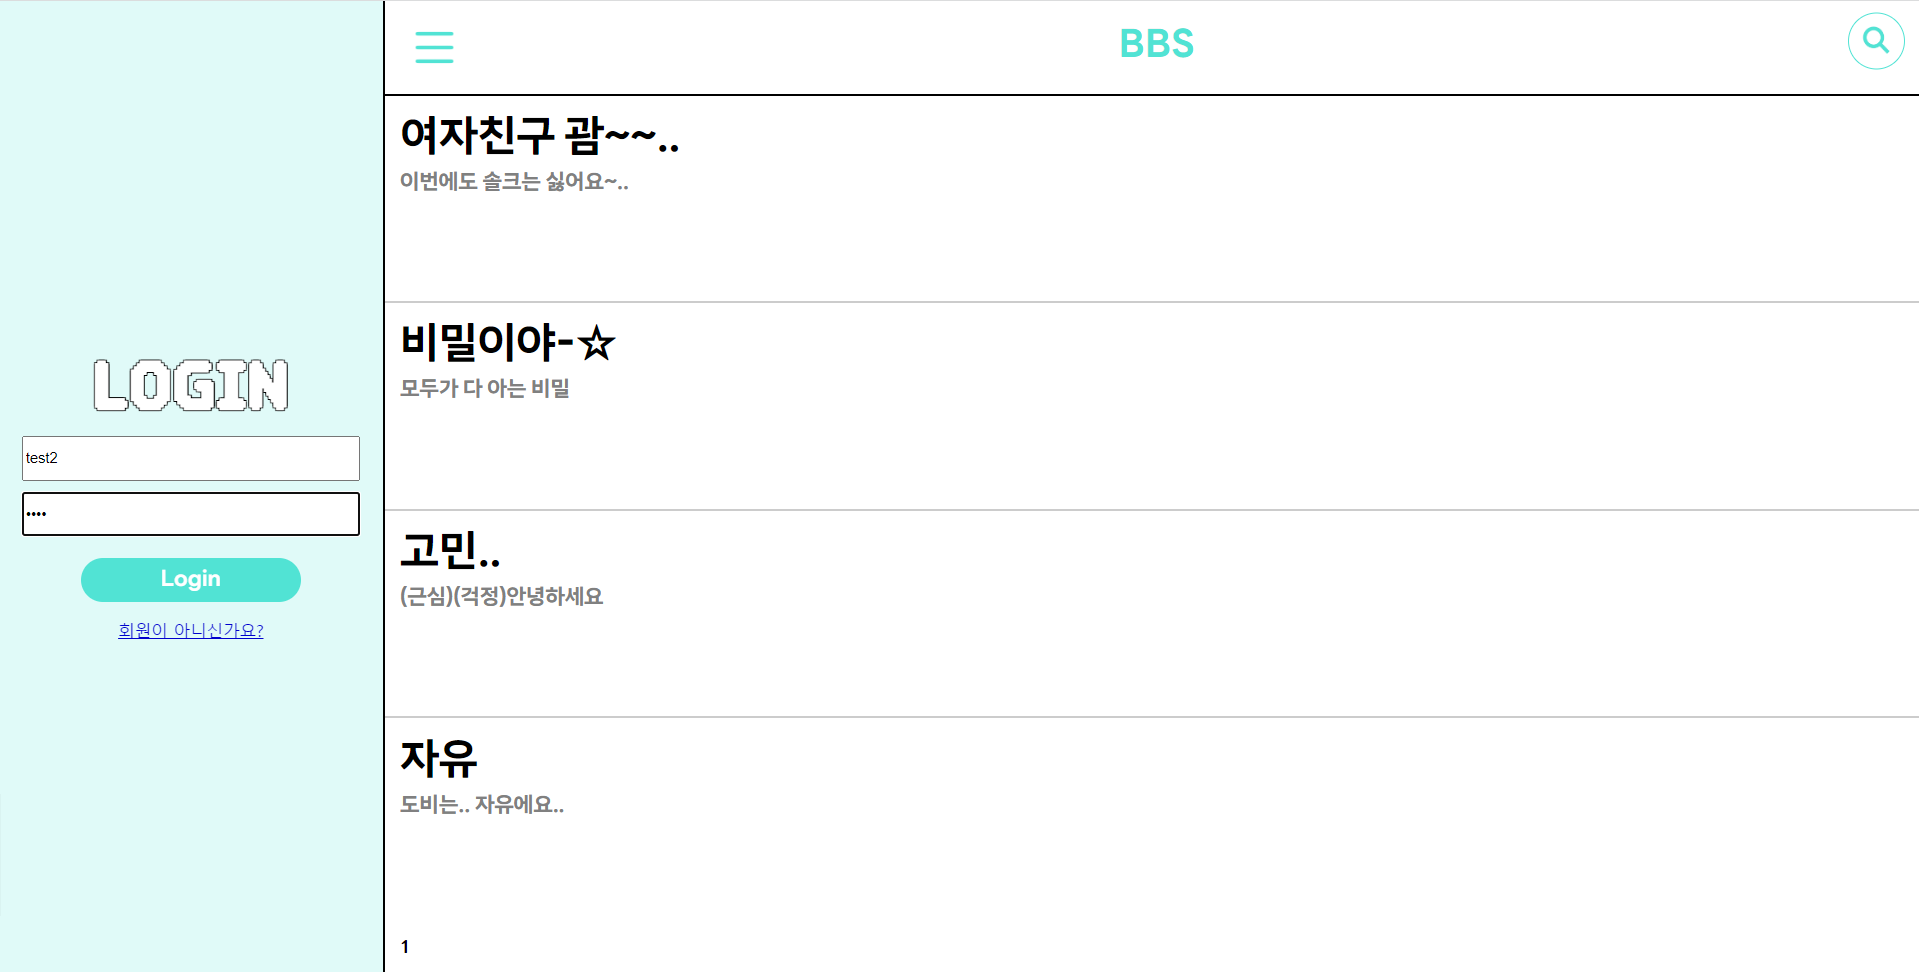 LOGIN
test2
••••
Login
회원이 아니신가요?
BBS
여자친구 괌~~..
이번에도 솔크는 싫어요~..
비밀이야-☆
모두가 다 아는 비밀
고민..
(근심)(걱정)안녕하세요
자유
도비는.. 자유에요..
1